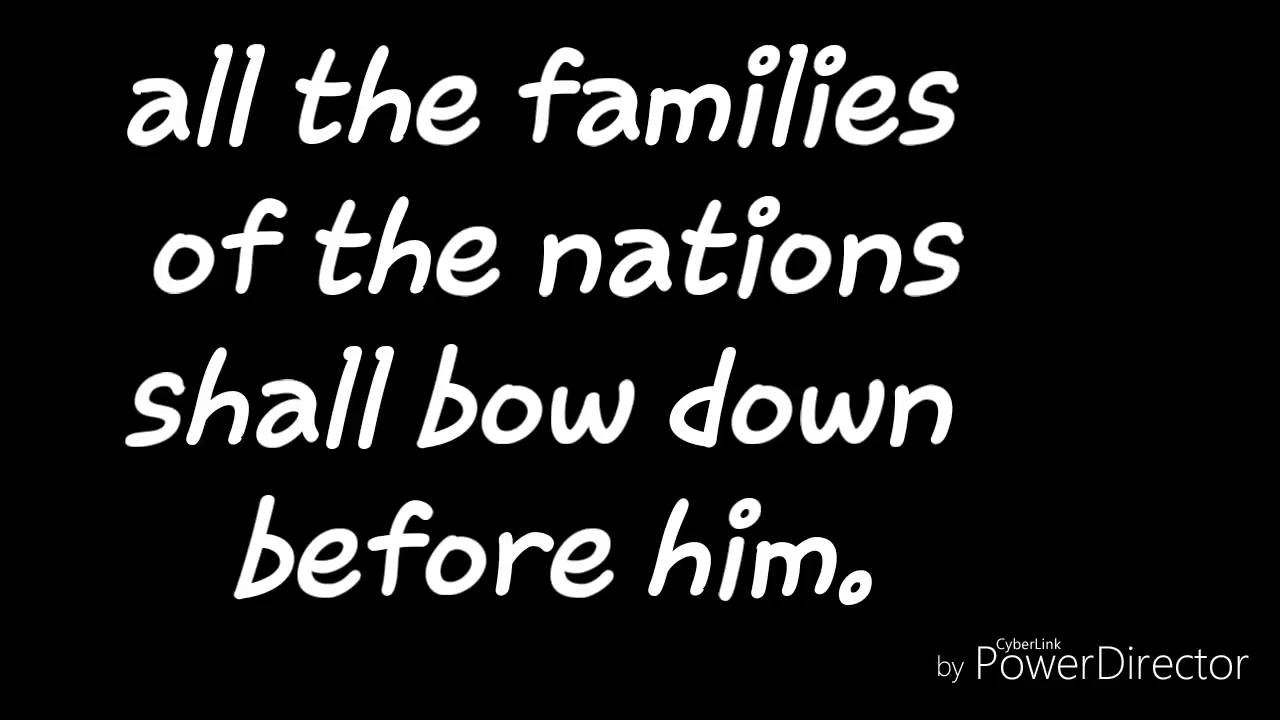 all the families
of the nations
shall bow down
before him.
CyberLink
by PowerDirector